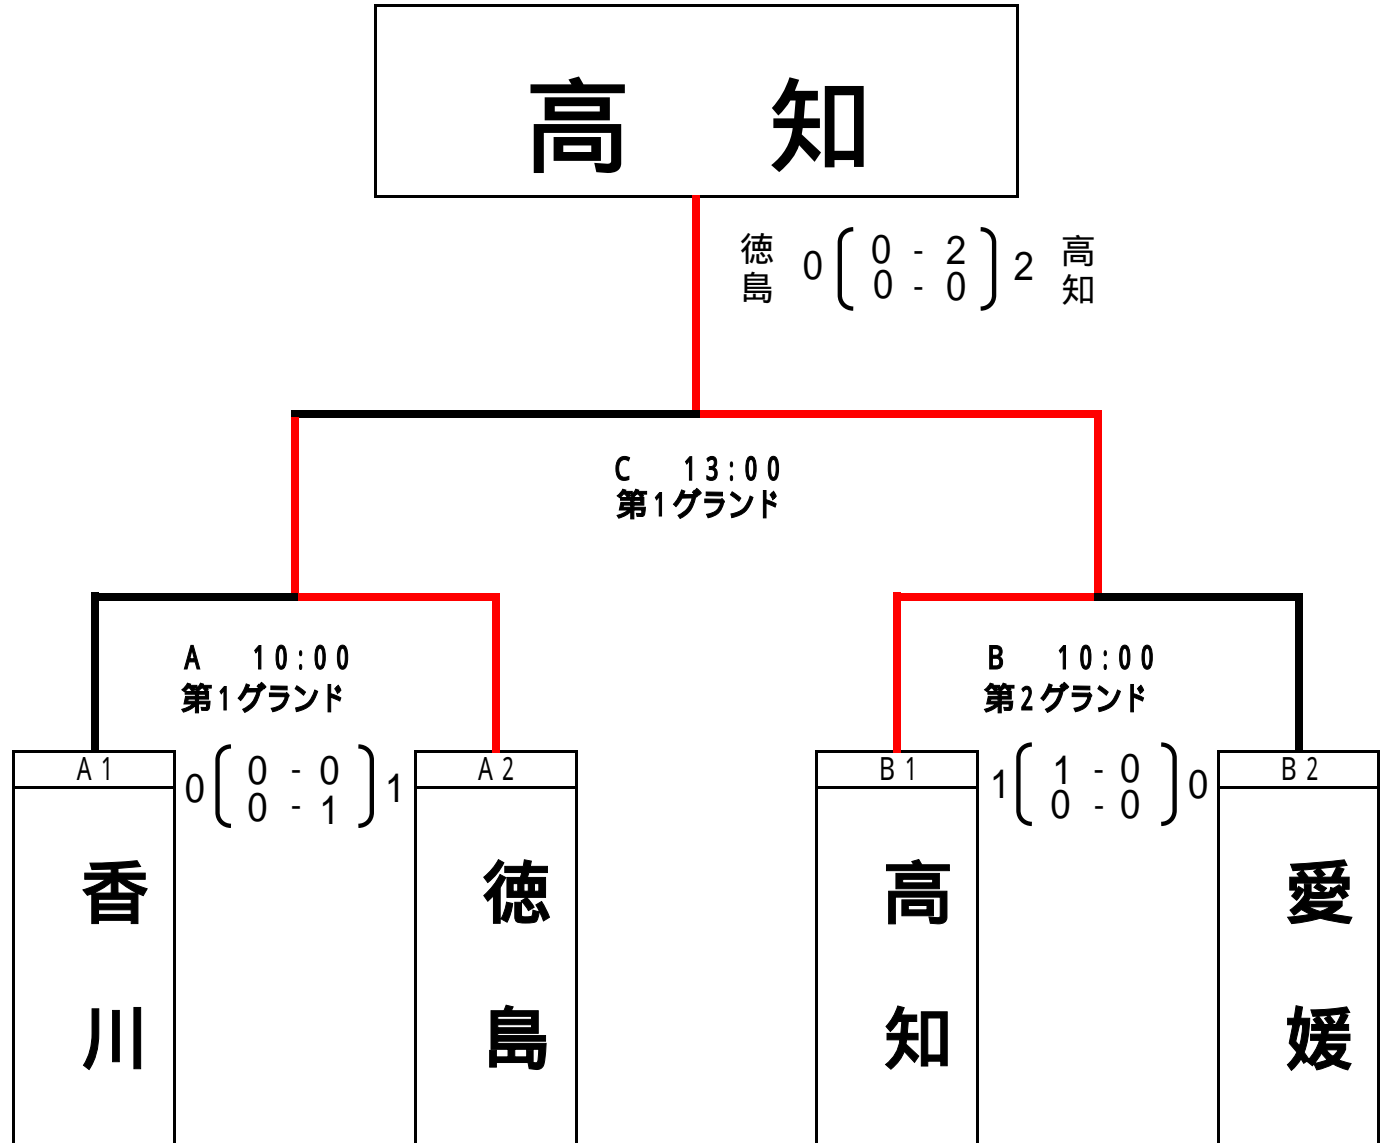 高　知
徳島 0 ( 0 - 2 ) 2 高知
0 - 0
C　13:00
第1グランド
A　10:00
第1グランド
B　10:00
第2グランド
A1
0 ( 0 - 0 ) 1
0 - 1
A2
B1
1 ( 1 - 0 ) 0
0 - 0
B2
香川
徳島
高知
愛媛